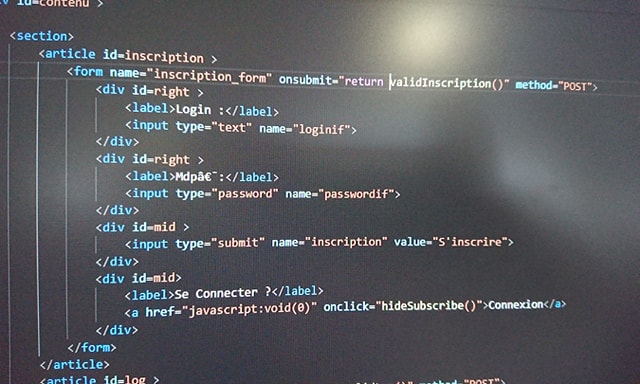 id=contenu >
<section>
<article id=inscription >
<form name="inscription_form" onsubmit="return validInscription()" method="POST">
<div id=right >
<label>Login :</label>
<input type="text" name="loginif">
</div>
<div id=right >
<label>Mdpâ€¯:</label>
<input type="password" name="passwordif">
</div>
<div id=mid >
<input type="submit" name="inscription" value="S'inscrire">
</div>
<div id=mid>
<label>Se Connecter ?</label>
<a href="javascript:void(0)" onclick="hideSubscribe()">Connexion</a>
</div>
</form>
</article>
<article id=log >
method="POST">